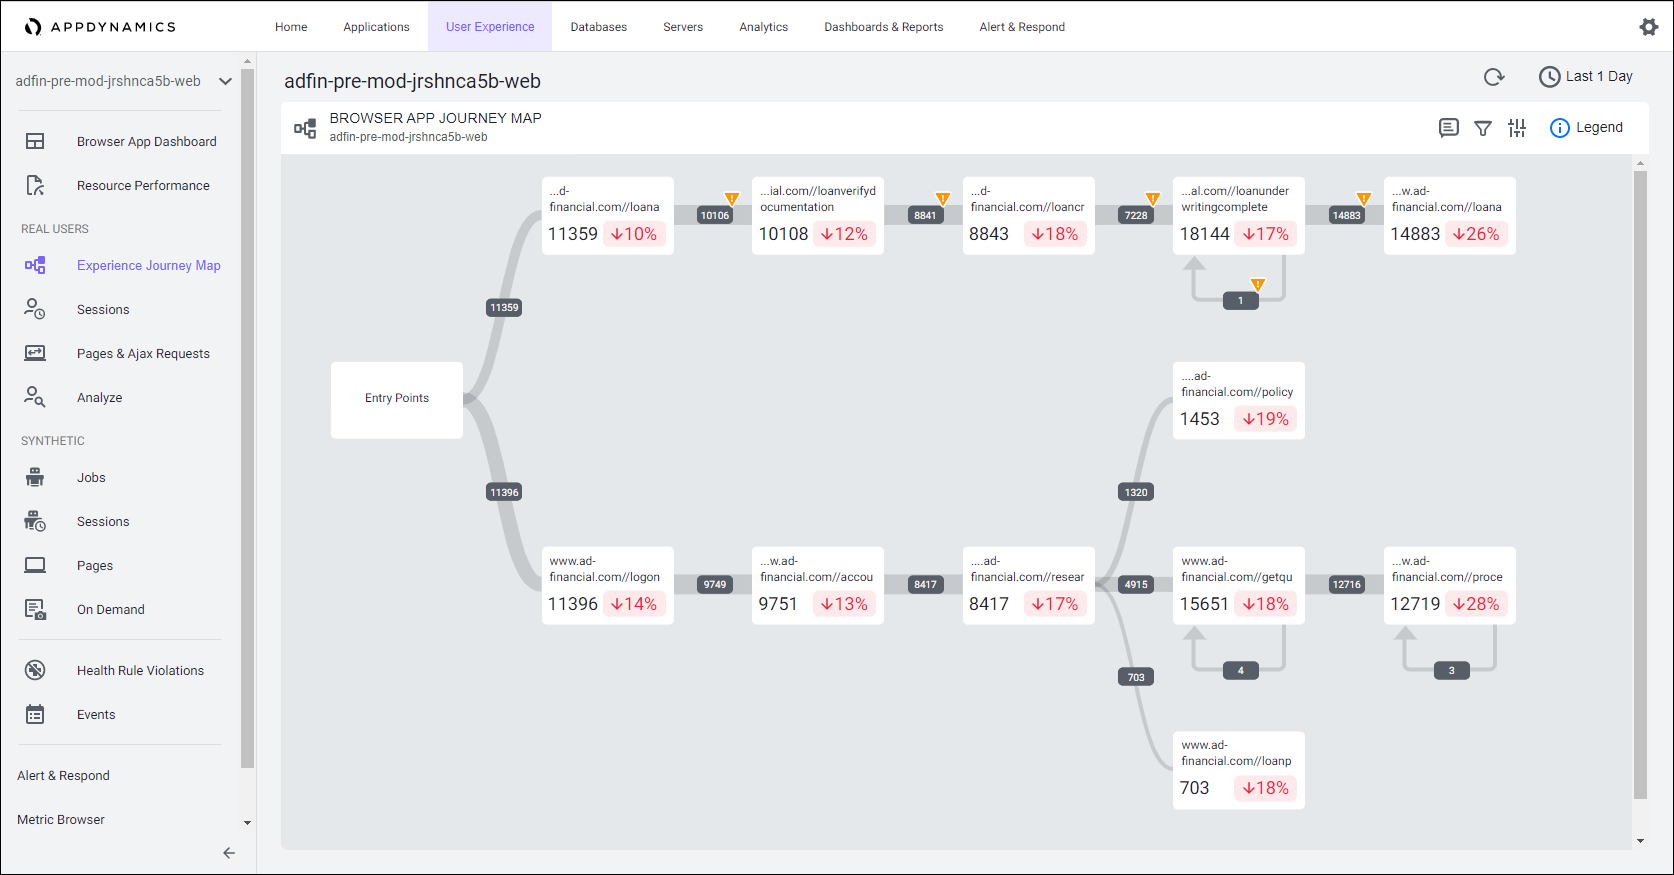 APPDYNAMICS
Home
Applications
User Experience
Databases
Servers
Analytics
Dashboards & Reports
Alert & Respond
adfin-pre-mod-jrshnca5b-web
Browser App Dashboard
Resource Performance
REAL USERS
Experience Journey Map
Sessions
Pages & Ajax Requests
Analyze
SYNTHETIC
Jobs
Sessions
Pages
On Demand
Health Rule Violations
Events
Alert & Respond
Metric Browser
adfin-pre-mod-jrshnca5b-web
Last 1 Day
BROWSER APP JOURNEY MAP
adfin-pre-mod-jrshnca5b-web
Legend
...d-
financial.com//loana
11359 10%
10106
...ial.com//loanverifyd
ocumentation
10108 12%
8841
...d-
financial.com//loancr
8843 18%
7228
...al.com//loanunder
writingcomplete
18144 17%
14883
...w.ad-
financial.com//loana
14883 26%
1
11359
Entry Points
11396
....ad-
financial.com//policy
1453 19%
1320
www.ad-
financial.com//logon
11396 14%
9749
...w.ad-
financial.com//accou
9751 13%
8417
....ad-
financial.com//resear
8417 17%
4915
www.ad-
financial.com//getqu
15651 18%
12716
...w.ad-
financial.com//proce
12719 28%
4
3
703
www.ad-
financial.com//loanp
703 18%